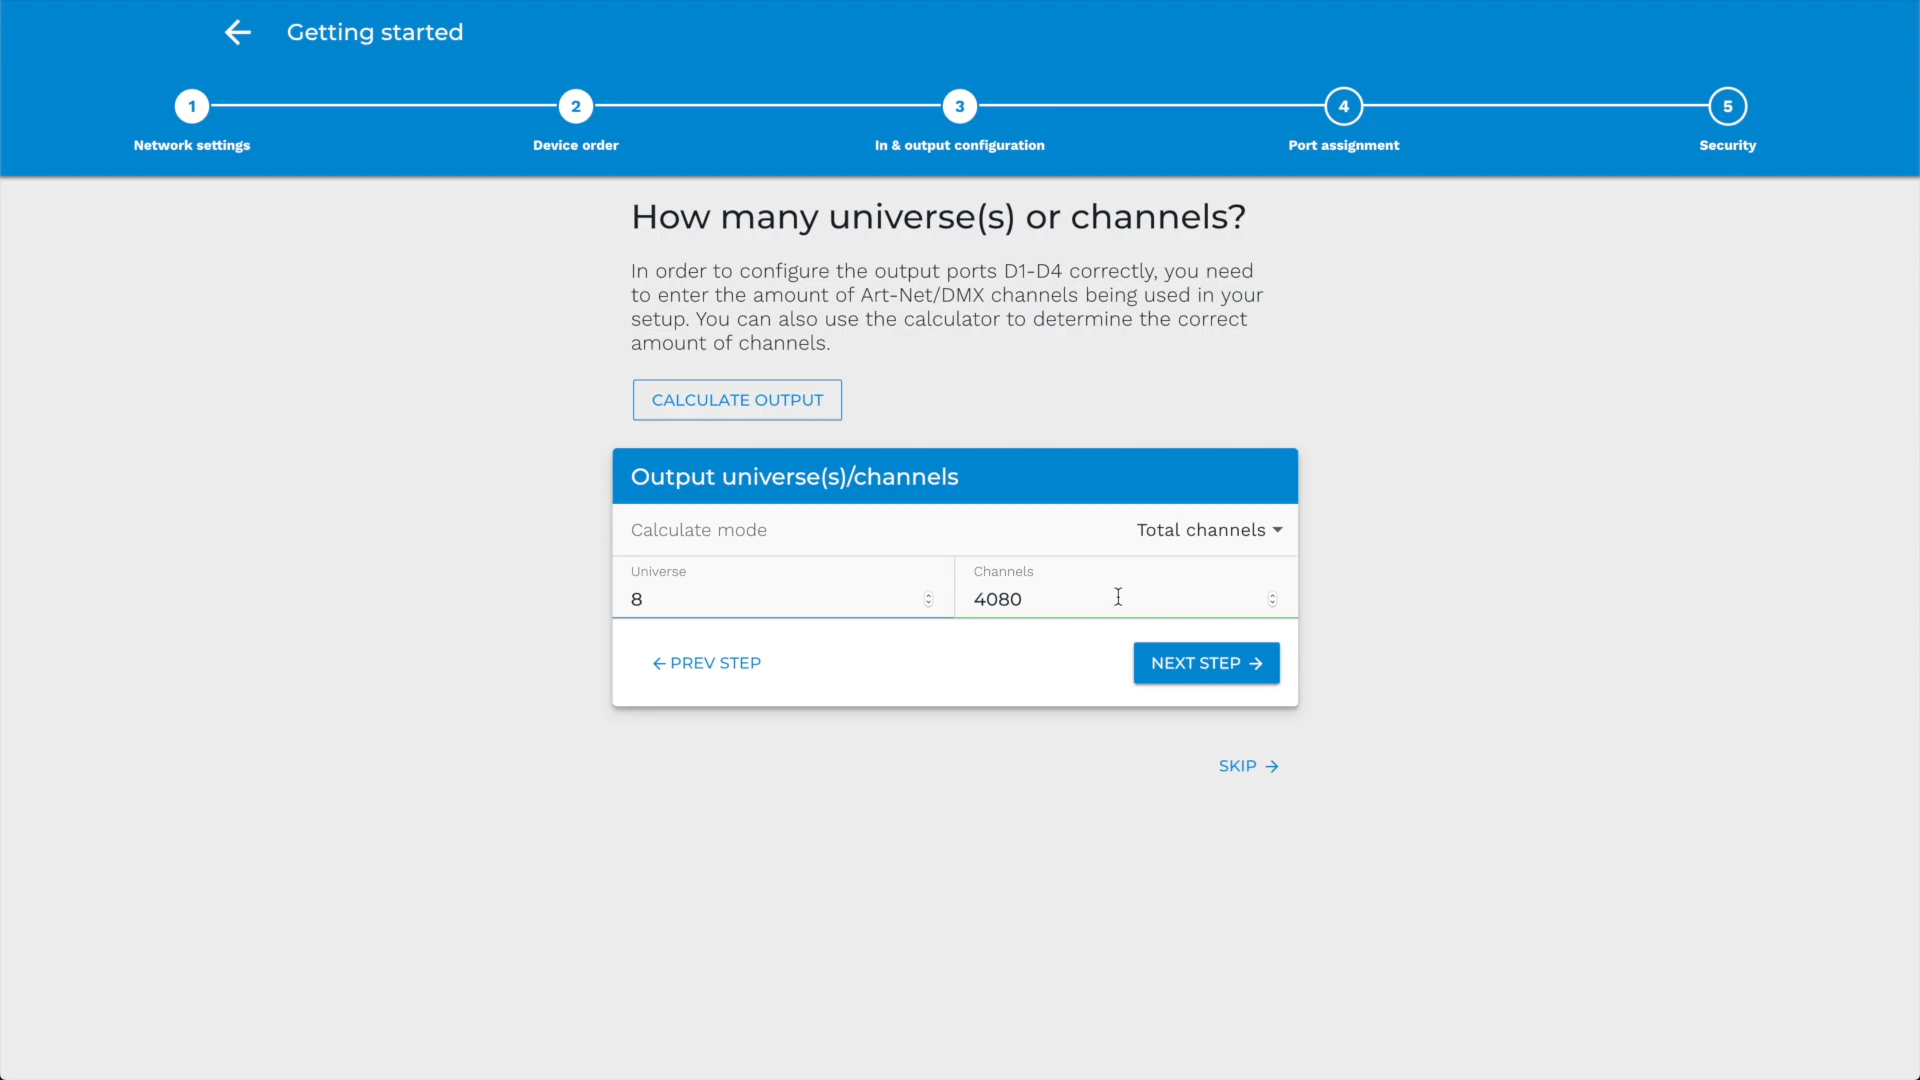 Getting started
1
2
3
4
5
Network settings
Device order
In & output configuration
Port assignment
Security
How many universe(s) or channels?
In order to configure the output ports D1-D4 correctly, you need
to enter the amount of Art-Net/DMX channels being used in your
setup. You can also use the calculator to determine the correct
amount of channels.
CALCULATE OUTPUT
Output universe(s)/channels
Calculate mode
Total channels
Universe
Channels
8
4080
PREV STEP
NEXT STEP
SKIP